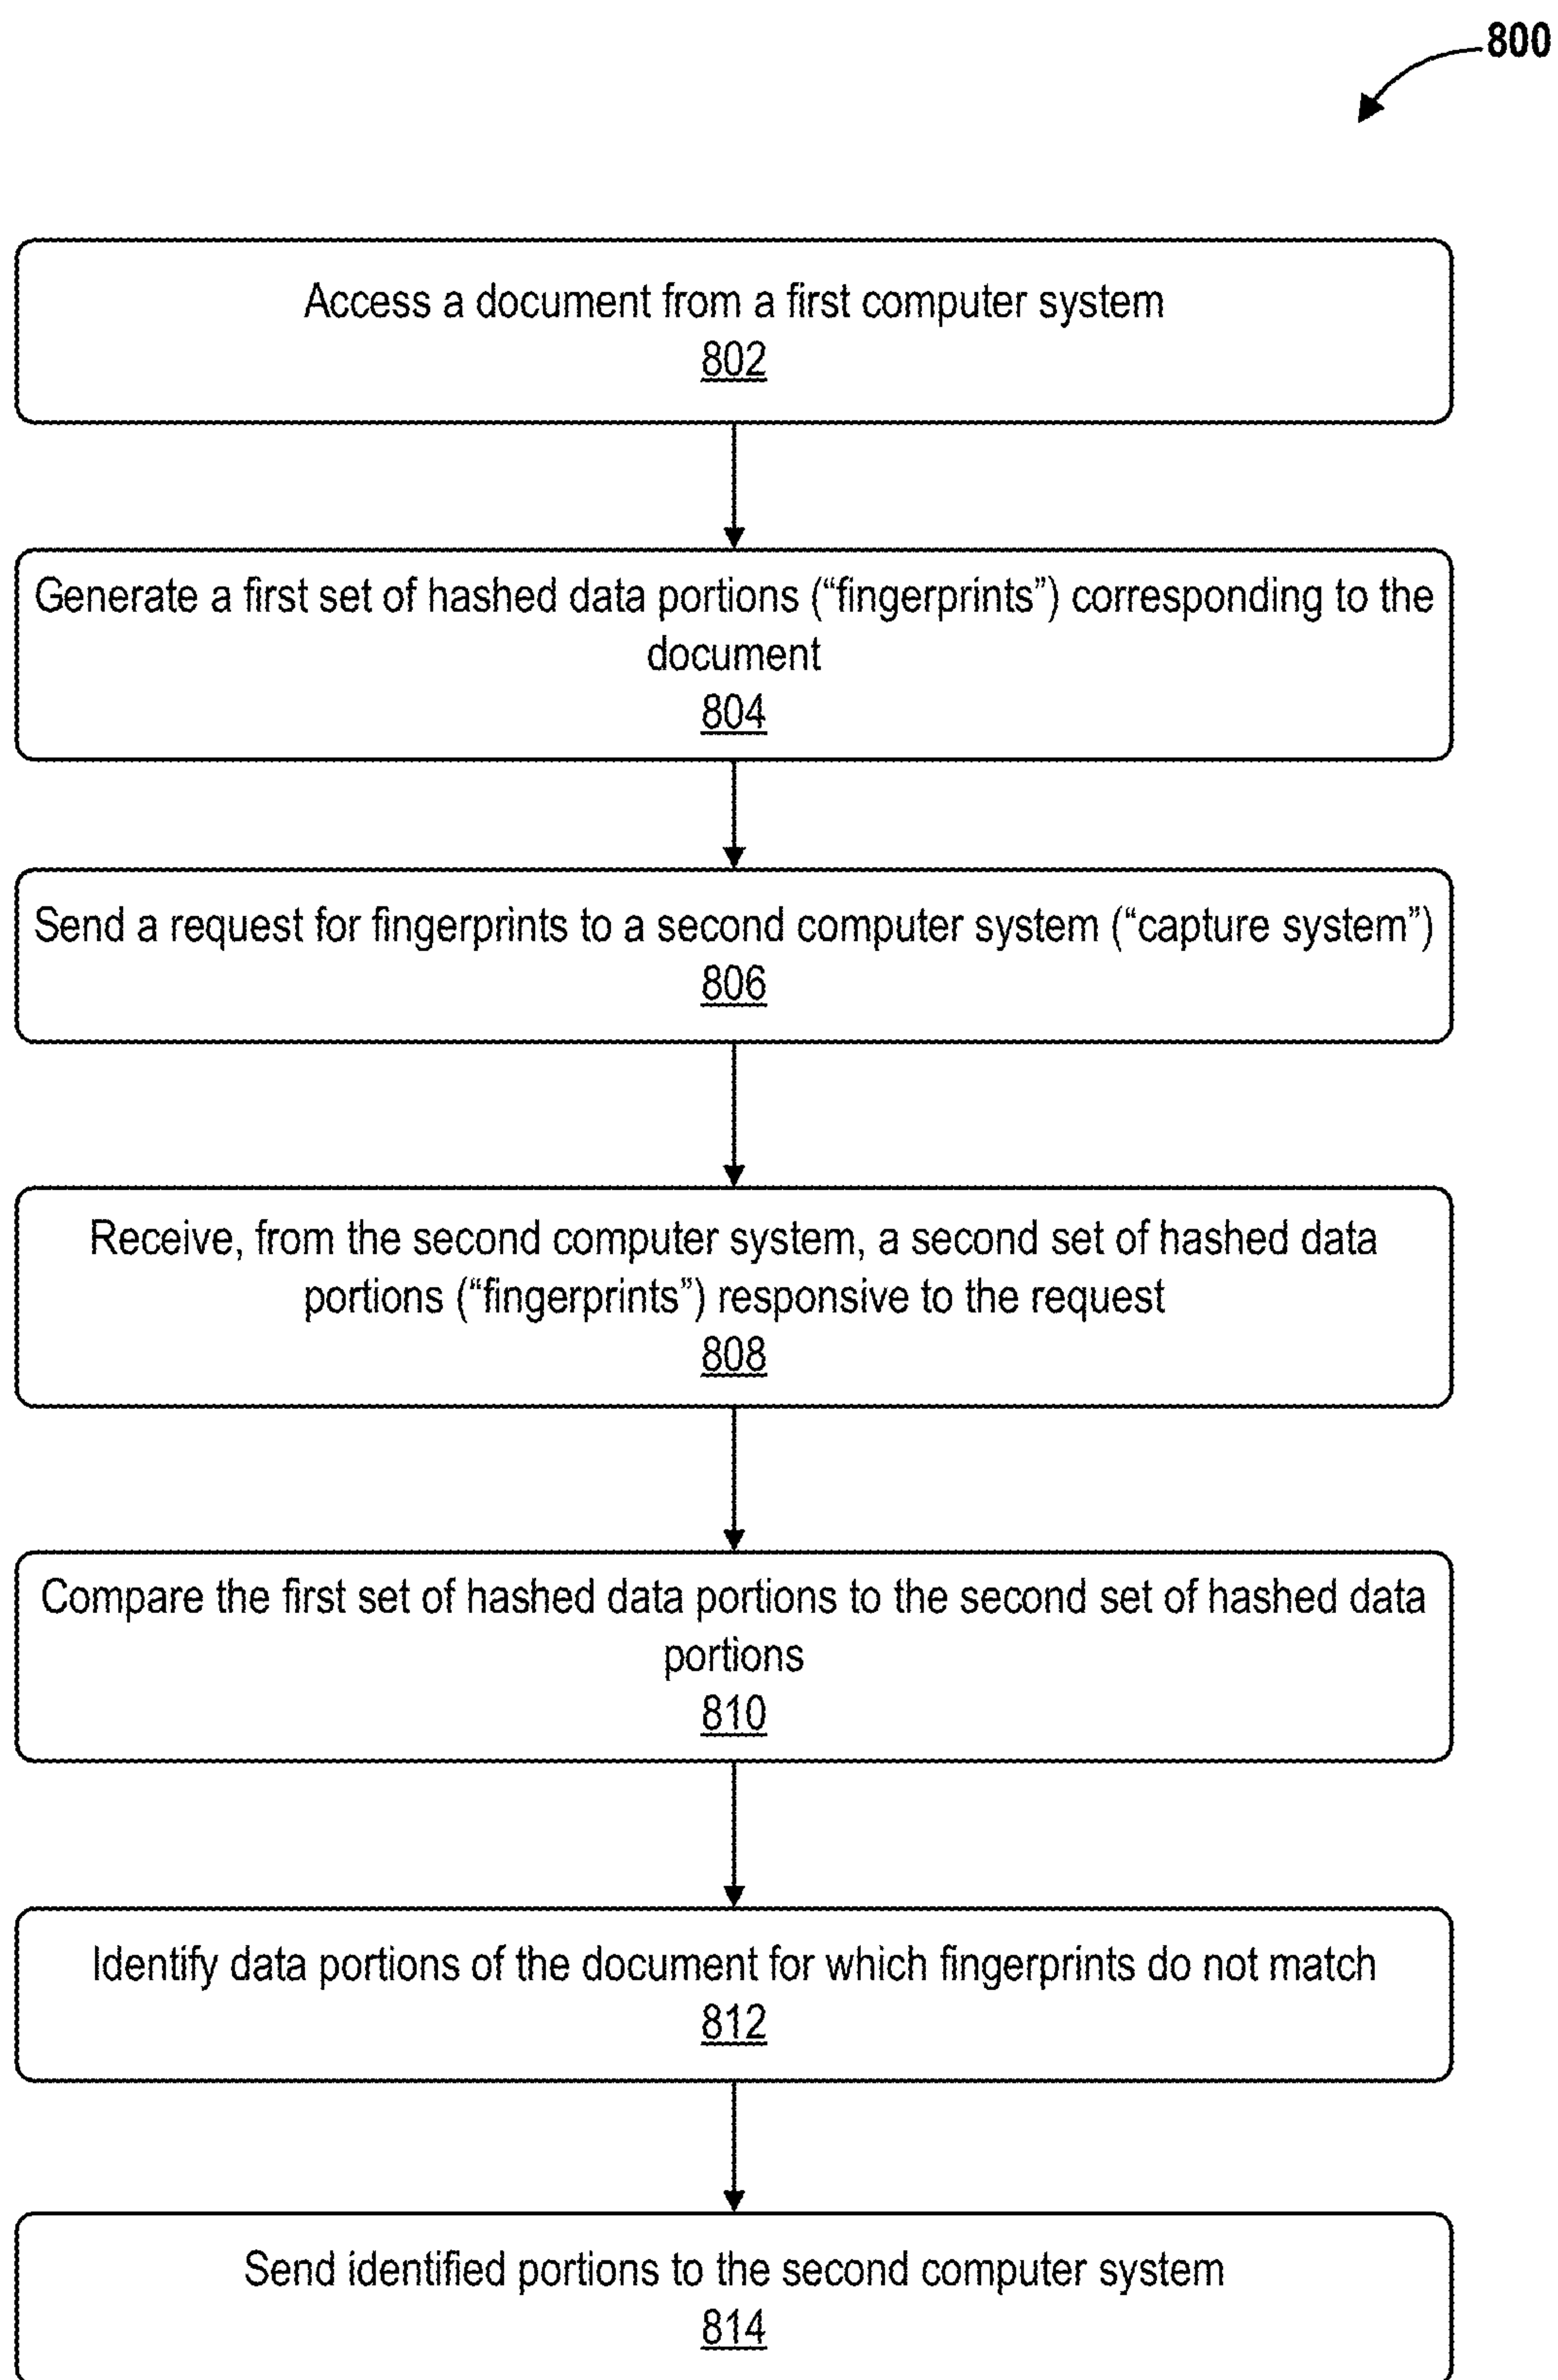 800
Access a document from a first computer system
802
Generate a first set of hashed data portions (“fingerprints”) corresponding to the
document
804
Send a request for fingerprints to a second computer system (“capture system”)
806
Receive, from the second computer system, a second set of hashed data
portions (“fingerprints”) responsive to the request
808
Compare the first set of hashed data portions to the second set of hashed data
portions
810
Identify data portions of the document for which fingerprints do not match
812
Send identified portions to the second computer system
814